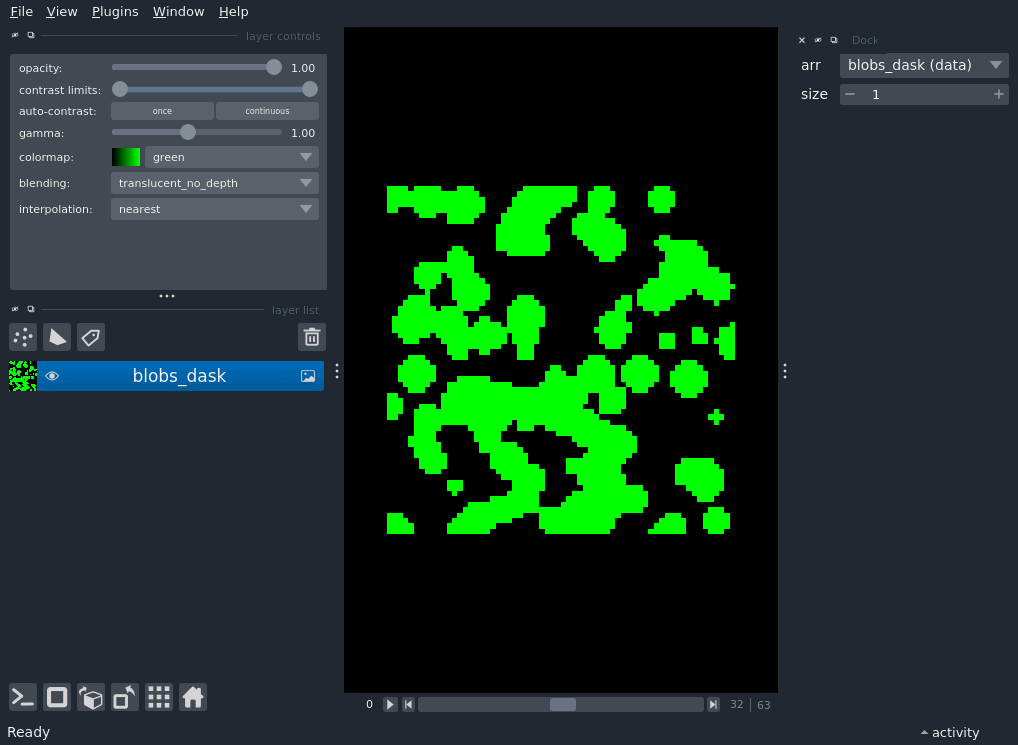 File View Plugins Window Help
layer controls
opacity: 1.00
contrast limits:
auto-contrast: once continuous
gamma: 1.00
colormap: green
blending: translucent_no_depth
interpolation: nearest
layer list
blobs_dask
Dock
arr blobs_dask (data)
size 1
0 32 63
Ready
activity